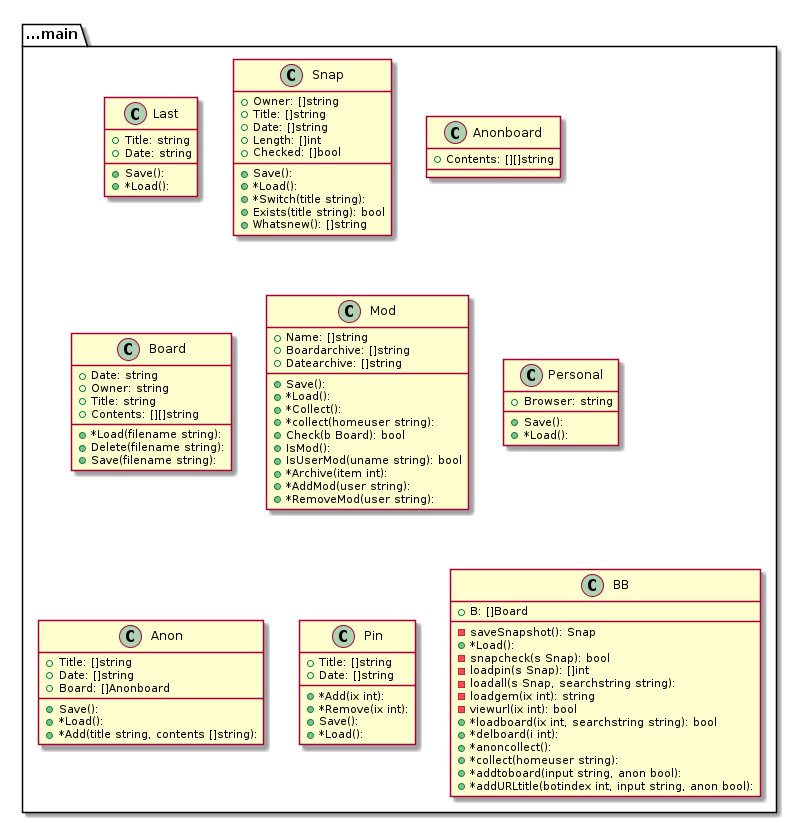 ...main
C Last
Title: string
Date: string
Save():
*Load():
C Snap
Owner: []string
Title: []string
Date: []string
Length: []int
Checked: []bool
Save():
*Load():
*Switch(title string):
Exists(title string): bool
Whatsnew(): []string
C Anonboard
Contents: [][]string
C Board
Date: string
Owner: string
Title: string
Contents: [][]string
*Load(filename string):
Delete(filename string):
Save(filename string):
C Mod
Name: []string
Boardarchive: []string
Datearchive: []string
Save():
*Load():
*Collect():
*collect(homeuser string):
Check(b Board): bool
IsMod():
IsUserMod(uname string): bool
*Archive(item int):
*AddMod(user string):
*RemoveMod(user string):
C Personal
Browser: string
Save():
*Load():
C Anon
Title: []string
Date: []string
Board: []Anonboard
Save():
*Load():
*Add(title string, contents []string):
C Pin
Title: []string
Date: []string
*Add(ix int):
*Remove(ix int):
Save():
*Load():
C BB
B: []Board
saveSnapshot(): Snap
*Load():
snapcheck(s Snap): bool
loadpin(s Snap): []int
loadall(s Snap, searchstring string):
loadgem(ix int): string
viewurl(ix int): bool
*loadboard(ix int, searchstring string): bool
*delboard(i int):
*anoncollect():
*collect(homeuser string):
*addtoboard(input string, anon bool):
*addURLtitle(botindex int, input string, anon bool):